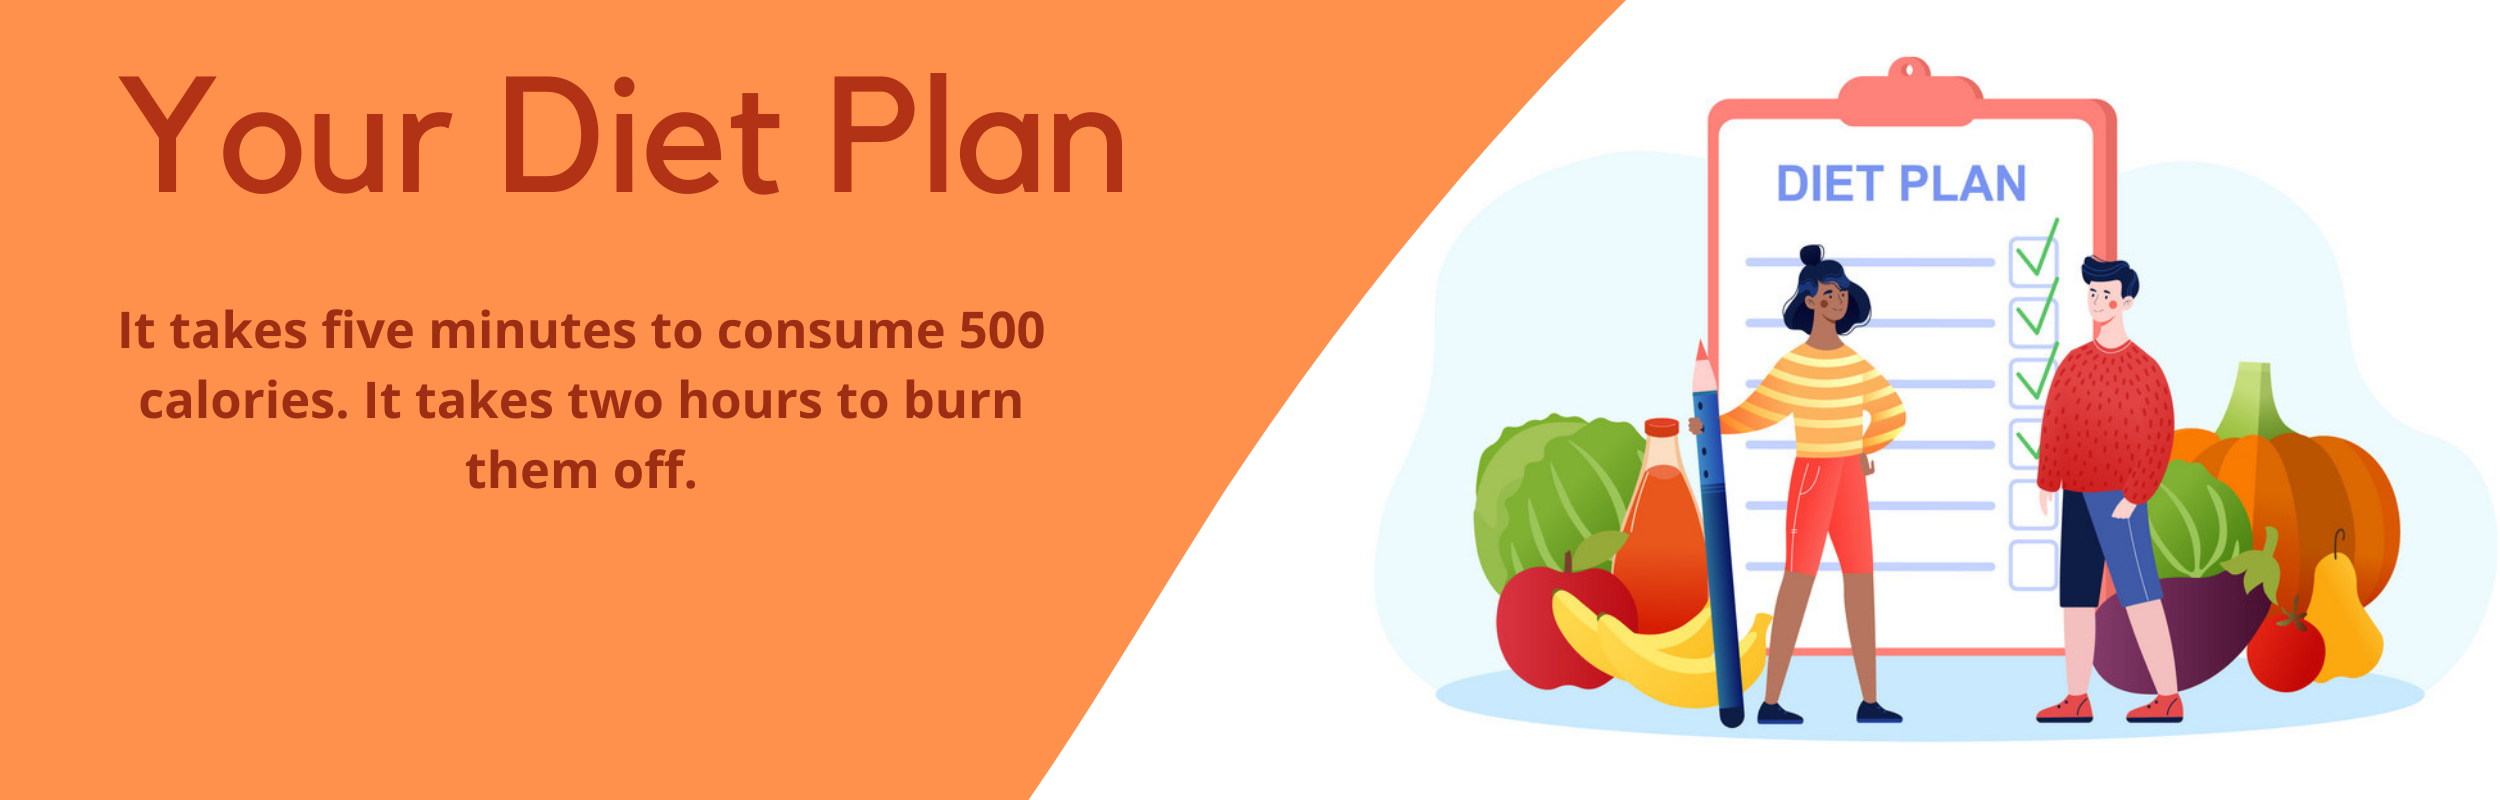 Your Diet Plan
It takes five minutes to consume 500
calories. It takes two hours to burn
them off.
DIET PLAN